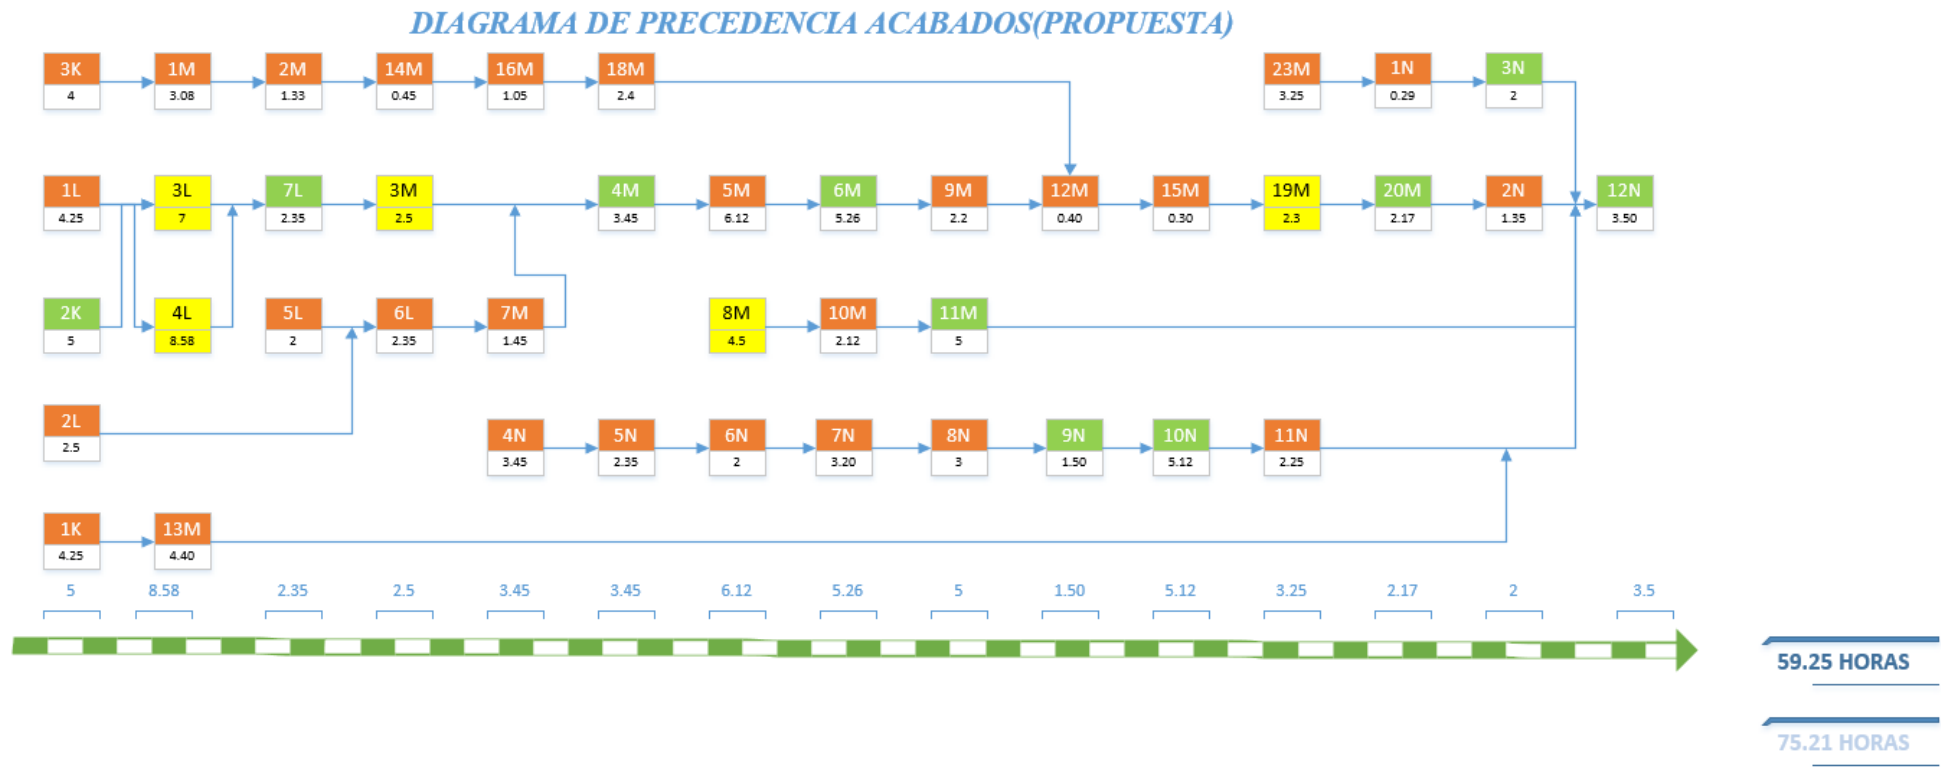 DIAGRAMA DE PRECEDENCIA ACABADOS(PROPUESTA)
3K 1M 2M 14M 16M 18M 23M 1N 3N
4 3.08 1.33 0.45 1.05 2.4 3.25 0.29 2
1L 3L 7L 3M 4M 5M 6M 9M 12M 15M 19M 20M 2N 12N
4.25 7 2.35 2.5 3.45 6.12 5.26 2.2 0.40 0.30 2.3 2.17 1.35 3.50
2K 4L 5L 6L 7M 8M 10M 11M
5 8.58 2 2.35 1.45 4.5 2.12 5
2L
2.5
4N 5N 6N 7N 8N 9N 10N 11N
3.45 2.35 2 3.20 3 1.50 5.12 2.25
1K 13M
4.25 4.40
5 8.58 2.35 2.5 3.45 3.45 6.12 5.26 5 1.50 5.12 3.25 2.17 2 3.5
59.25 HORAS
75.21 HORAS